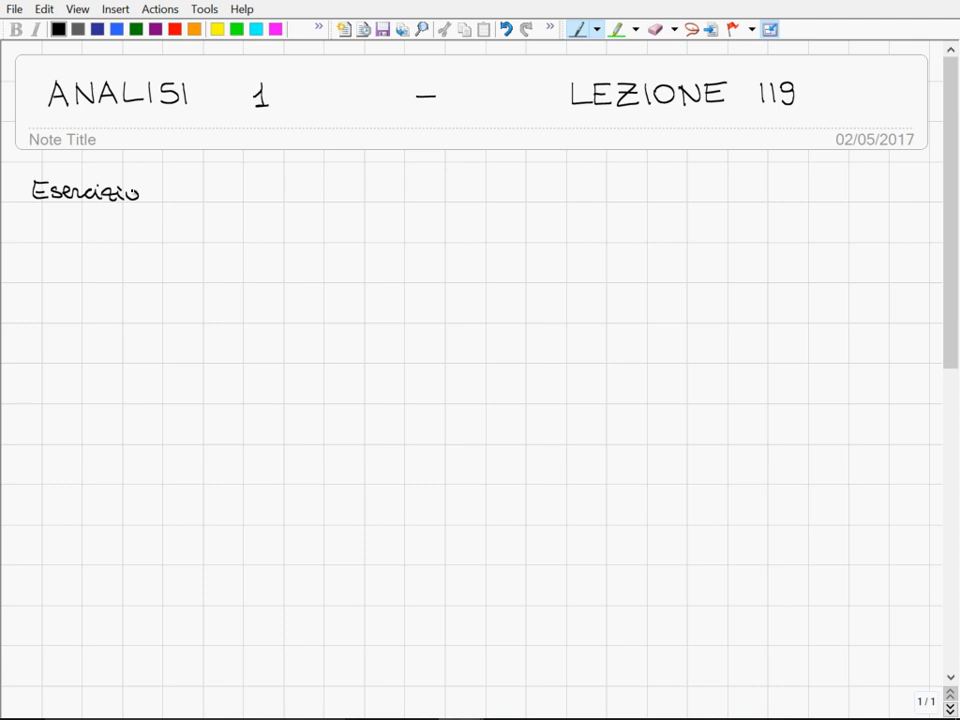 File Edit View Insert Actions Tools Help
B I » »
ANALISI 1 – LEZIONE 119
Note Title 02/05/2017
Esercizio
1/1